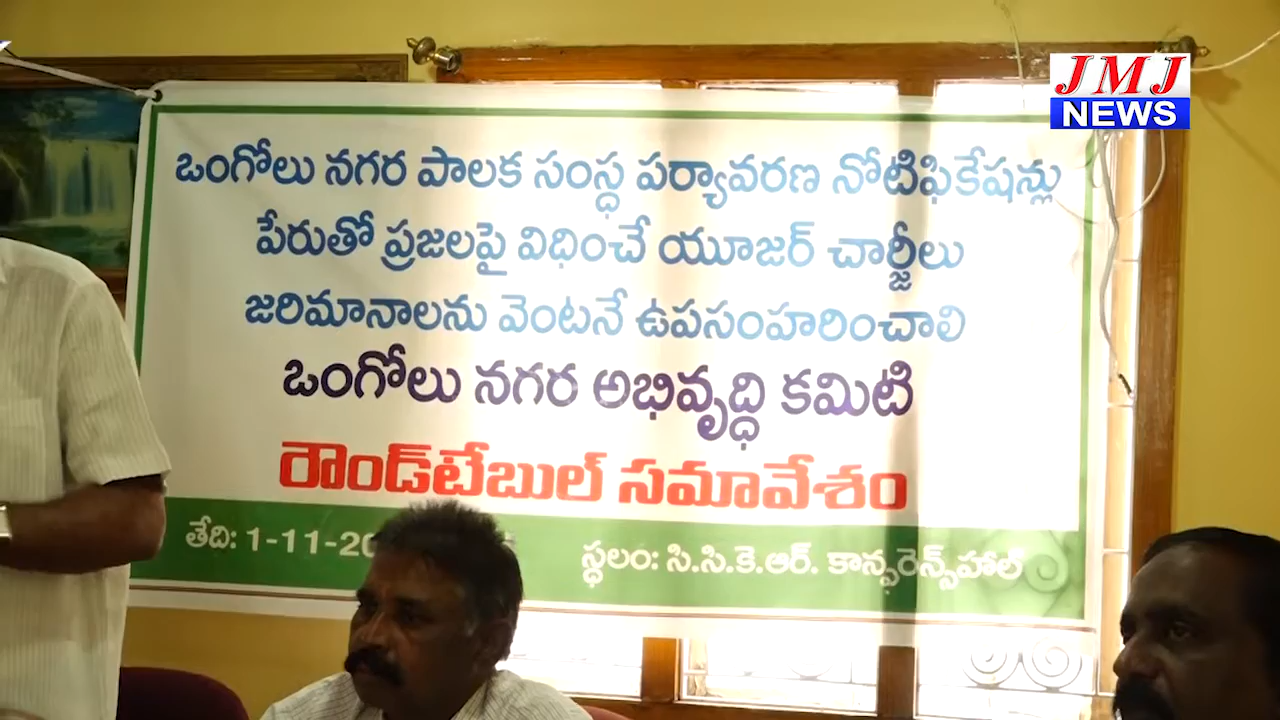 JMJ
NEWS
ఒంగోలు నగర పాలక సంస్ధ పర్యావరణ నోటిఫికేషన్లు
పేరుతో ప్రజలపై విధించే యూజర్ చార్జీలు
జరిమానాలను వెంటనే ఉపసంహరించాలి
ఒంగోలు నగర అభివృద్ధి కమిటి
రౌండ్‌టేబుల్ సమావేశం
తేది: 1-11-20
స్ధలం: సి.సి.కె.ఆర్. కాన్ఫరెన్స్‌హాల్